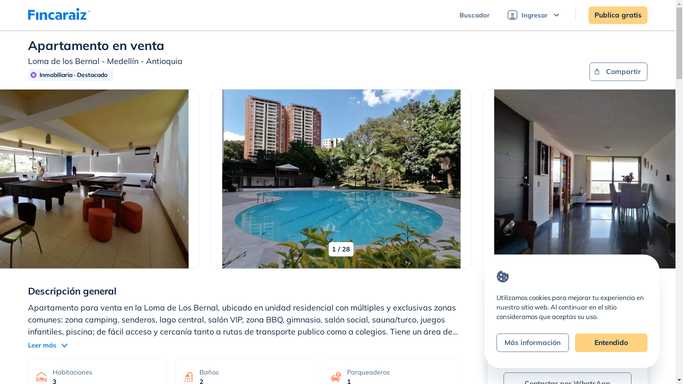 Fincaraiz
Buscador
Ingresar
Publica gratis
Apartamento en venta
Loma de los Bernal - Medellín - Antioquia
Inmobiliaria · Destacado
Compartir
1 / 28
Descripción general
Apartamento para venta en la Loma de Los Bernal, ubicado en unidad residencial con múltiples y exclusivas zonas
comunes: zona camping, senderos, lago central, salón VIP, zona BBQ, gimnasio, salón social, sauna/turco, juegos
infantiles, piscina; de fácil acceso y cercanía tanto a rutas de transporte publico como a colegios. Tiene un área de...
Leer más
Habitaciones
3
Baños
2
Parqueaderos
1
Utilizamos cookies para mejorar tu experiencia en
nuestro sitio web. Al continuar en el sitio
consideramos que aceptas su uso.
Más información
Entendido
Contactar por WhatsApp